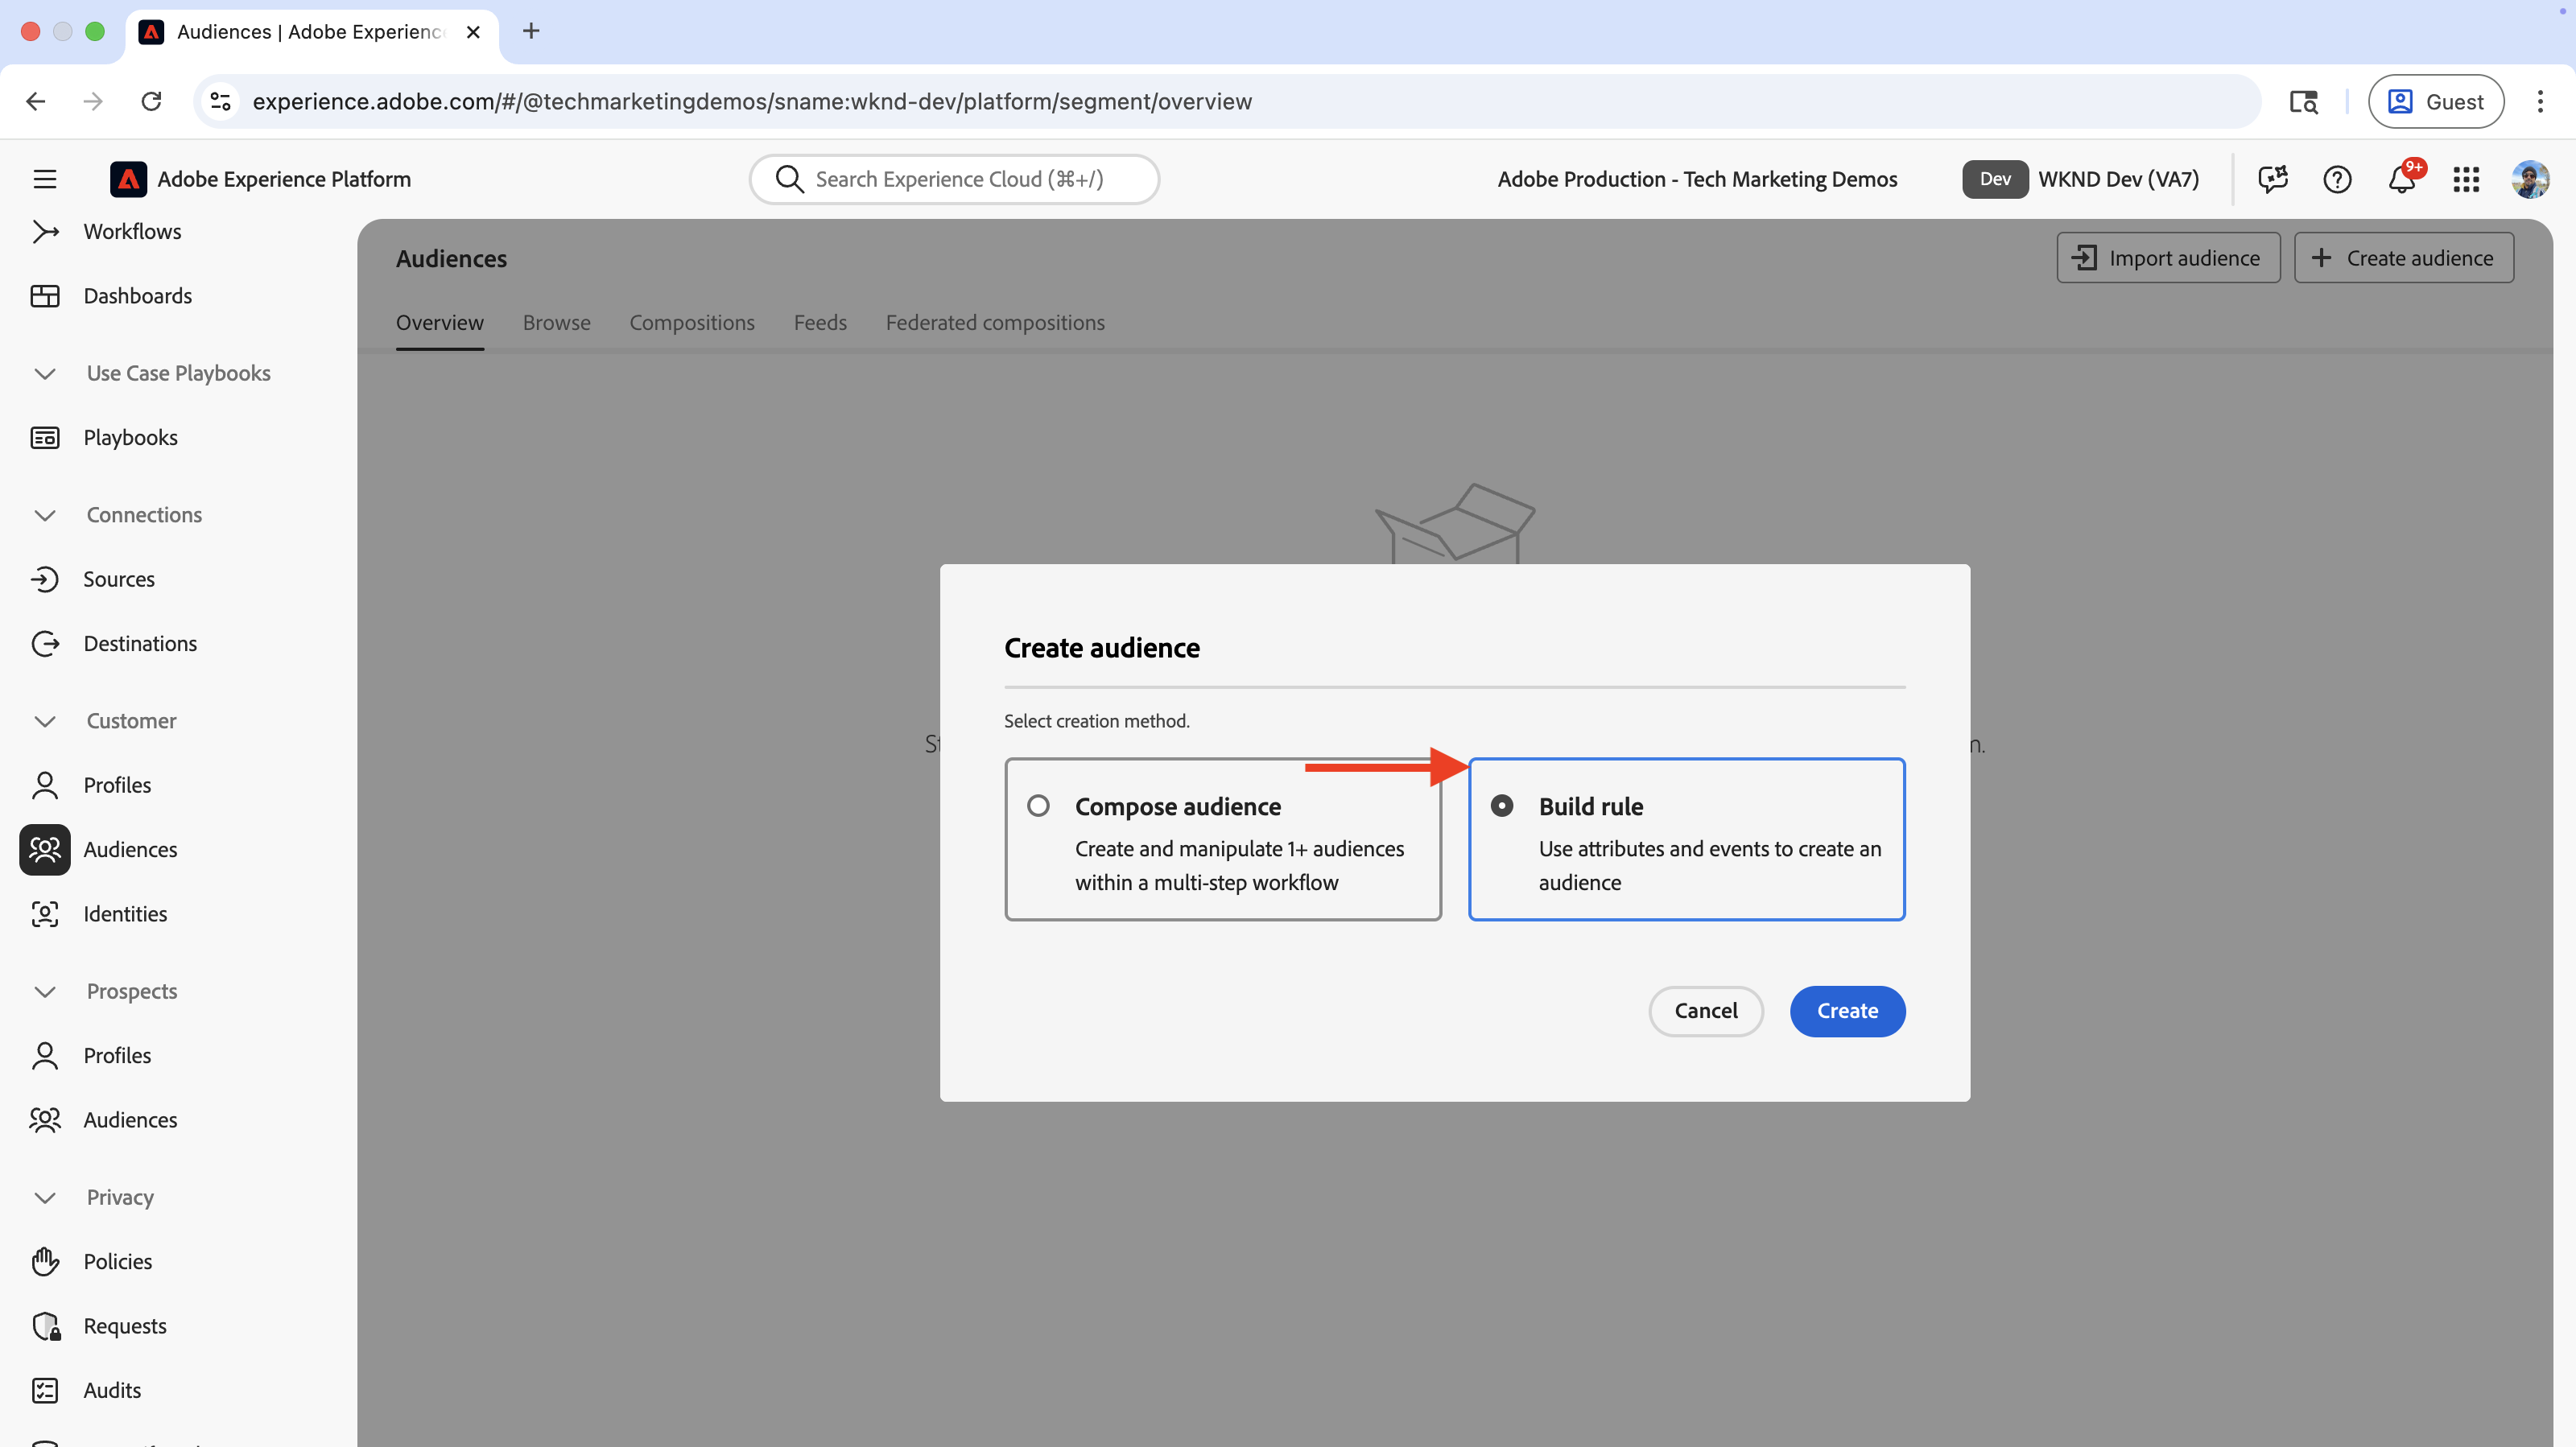 Audiences | Adobe Experienc
experience.adobe.com/#/@techmarketingdemos/sname:wknd-dev/platform/segment/overview
Guest
Adobe Experience Platform
Search Experience Cloud (⌘+/)
Adobe Production - Tech Marketing Demos
Dev
WKND Dev (VA7)
9+
Workflows
Dashboards
Use Case Playbooks
Playbooks
Connections
Sources
Destinations
Customer
Profiles
Audiences
Identities
Prospects
Profiles
Audiences
Privacy
Policies
Requests
Audits
Audiences
Import audience
Create audience
Overview
Browse
Compositions
Feeds
Federated compositions
Create audience
Select creation method.
Compose audience
Create and manipulate 1+ audiences
within a multi-step workflow
Build rule
Use attributes and events to create an
audience
Cancel
Create